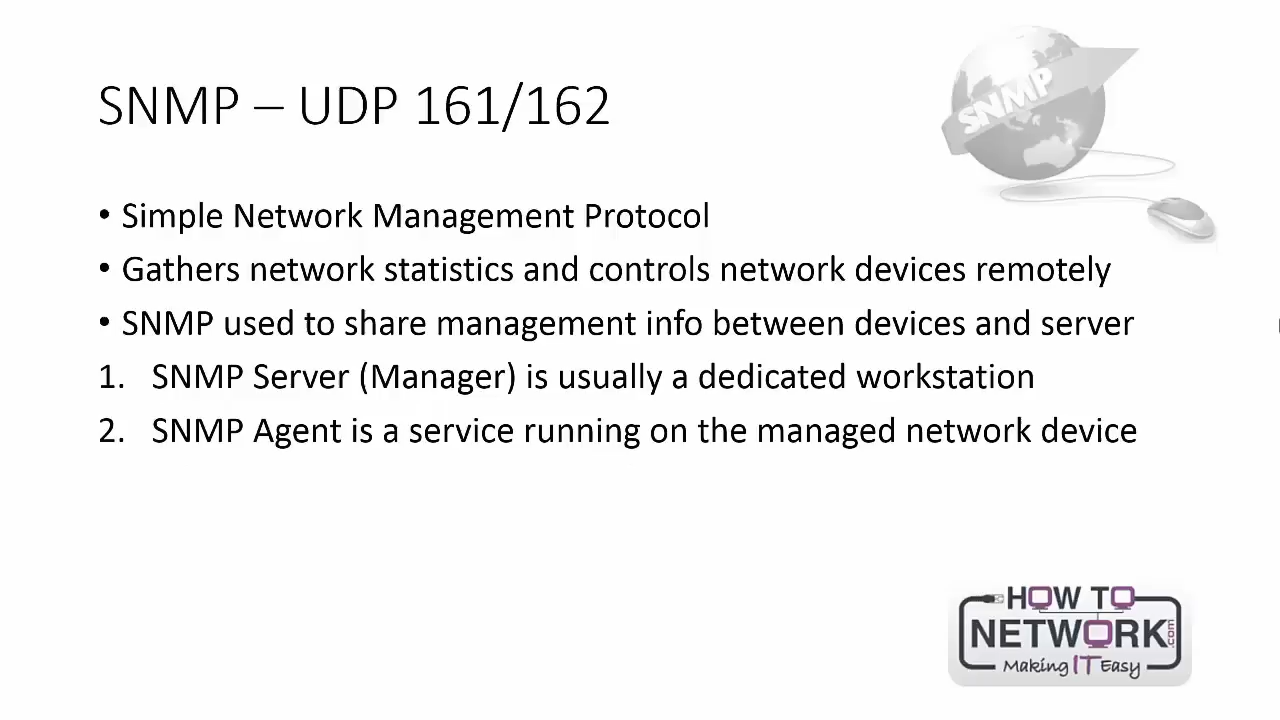 SNMP – UDP 161/162
SNMP
• Simple Network Management Protocol
• Gathers network statistics and controls network devices remotely
• SNMP used to share management info between devices and server
1. SNMP Server (Manager) is usually a dedicated workstation
2. SNMP Agent is a service running on the managed network device
HOW TO
NETWORK.com
Making IT Easy